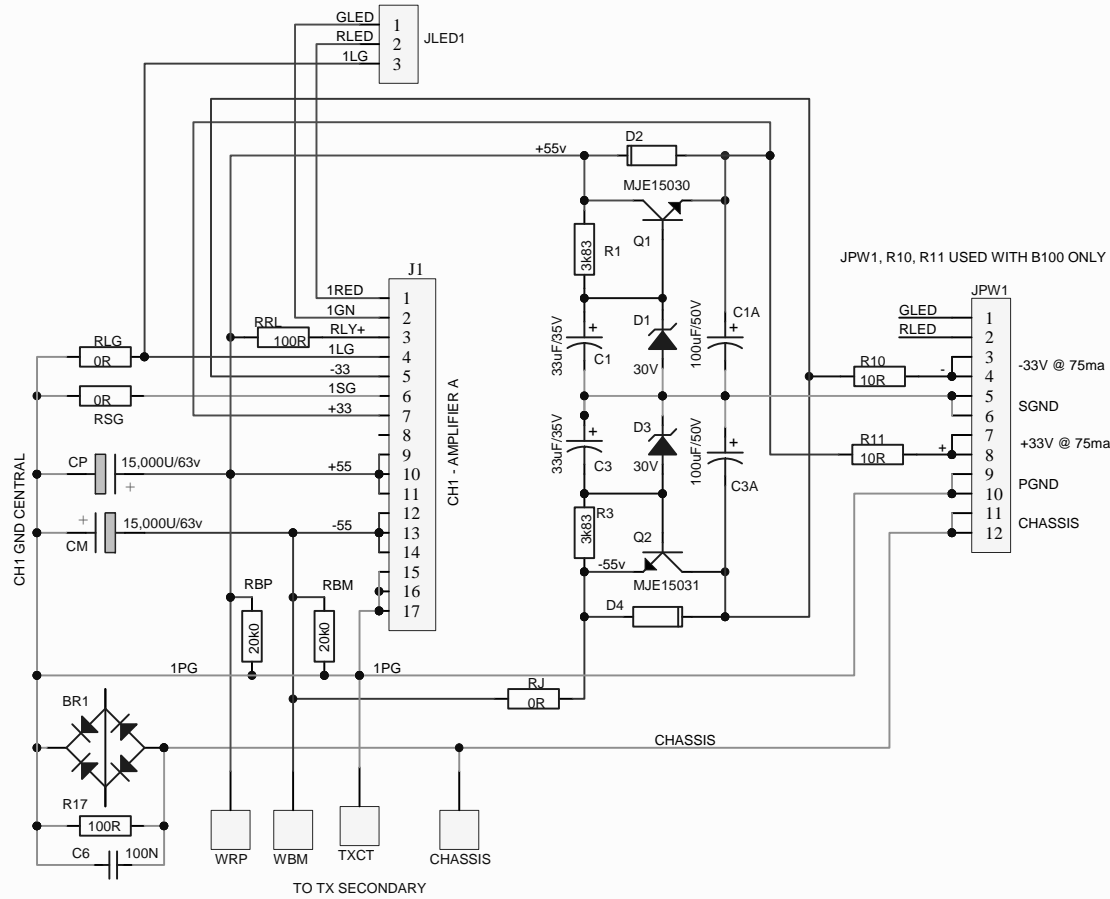 GLED
RLED
1LG
1
2
3
JLED1
+55v
D2
MJE15030
Q1
R1
3k83
JPW1, R10, R11 USED WITH B100 ONLY
J1
JPW1
1RED
1GN
RLY+
1LG
-33
1SG
+33
+55
-55
1
2
3
4
5
6
7
8
9
10
11
12
13
14
15
16
17
CH1 - AMPLIFIER A
RRL
100R
RLG
0R
0R
RSG
CP
15,000U/63v
+
+
15,000U/63v
CM
CH1 GND CENTRAL
33uF/35V
+
C1
D1
30V
100uF/50V
C1A
+
33uF/35V
+
C3
D3
30V
100uF/50V
+
C3A
R3
3k83
Q2
-55v
MJE15031
D4
GLED
RLED
R10
10R
-
R11
10R
+
1
2
3
4
5
6
7
8
9
10
11
12
-33V @ 75ma
SGND
+33V @ 75ma
PGND
CHASSIS
RBP
20k0
RBM
20k0
1PG
1PG
RJ
0R
BR1
CHASSIS
R17
100R
C6
100N
WRP
WBM
TXCT
CHASSIS
TO TX SECONDARY